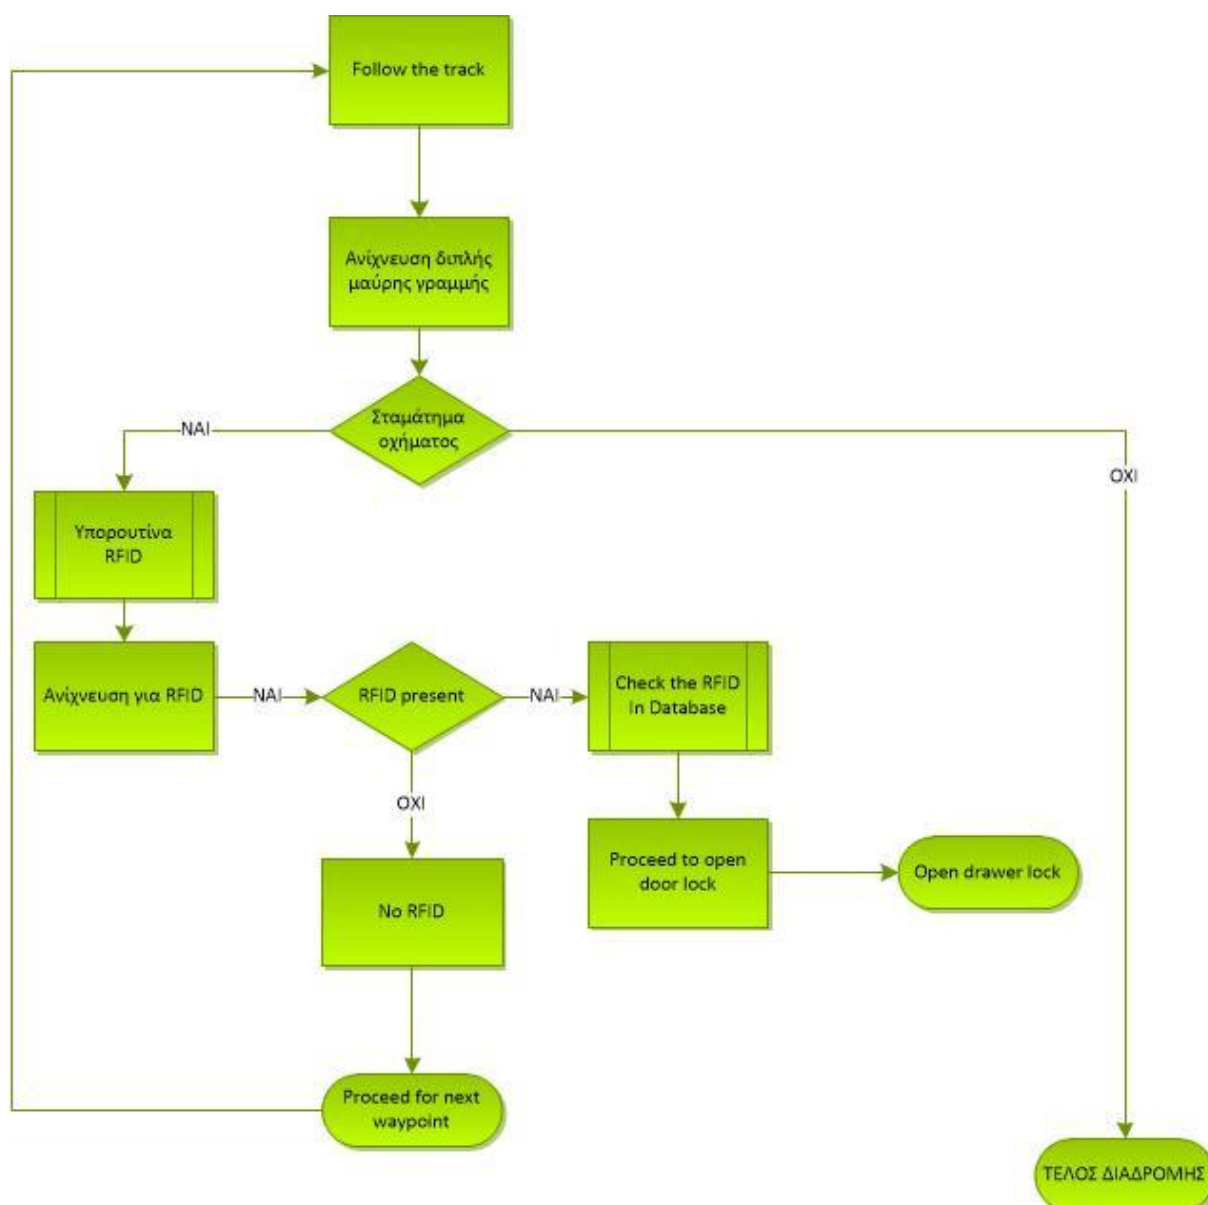 Follow the track
Ανίχνευση διπλής
μαύρης γραμμής
Σταμάτημα
οχήματος
ΝΑΙ
ΟΧΙ
Υπορουτίνα
RFID
Ανίχνευση για RFID
ΝΑΙ
RFID present
ΝΑΙ
Check the RFID
In Database
ΟΧΙ
Proceed to open
door lock
Open drawer lock
No RFID
Proceed for next
waypoint
ΤΕΛΟΣ ΔΙΑΔΡΟΜΗΣ